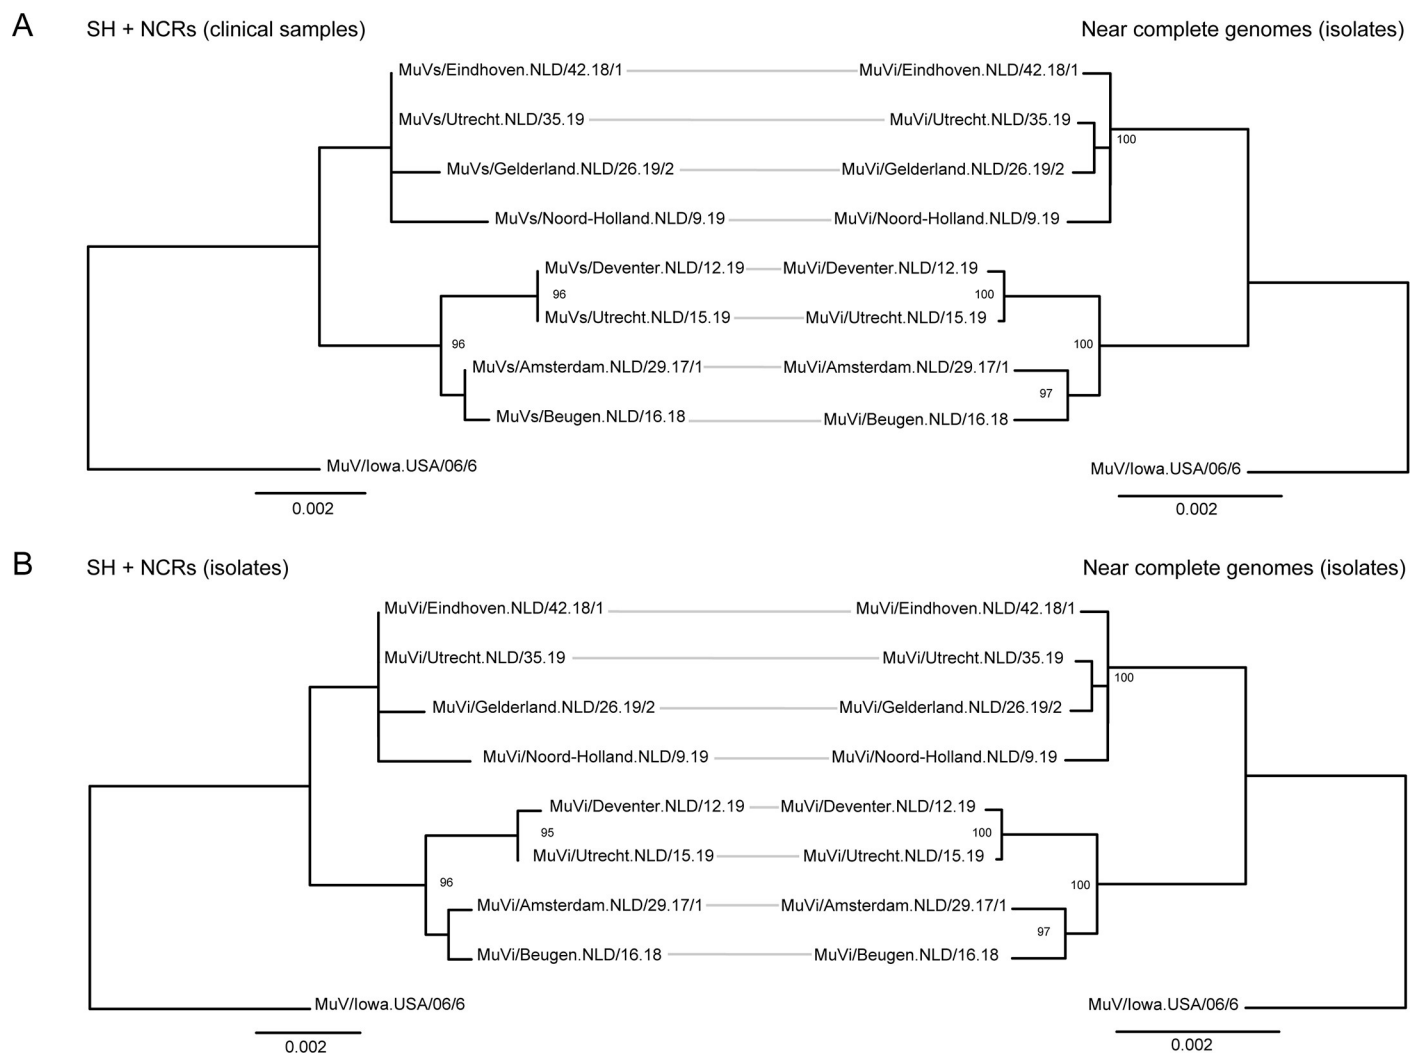 A
SH + NCRs (clinical samples)
Near complete genomes (isolates)
MuVs/Eindhoven.NLD/42.18/1
MuVi/Eindhoven.NLD/42.18/1
MuVs/Utrecht.NLD/35.19
MuVi/Utrecht.NLD/35.19
100
MuVs/Gelderland.NLD/26.19/2
MuVi/Gelderland.NLD/26.19/2
MuVs/Noord-Holland.NLD/9.19
MuVi/Noord-Holland.NLD/9.19
MuVs/Deventer.NLD/12.19
MuVi/Deventer.NLD/12.19
96
100
MuVs/Utrecht.NLD/15.19
MuVi/Utrecht.NLD/15.19
96
100
MuVs/Amsterdam.NLD/29.17/1
MuVi/Amsterdam.NLD/29.17/1
97
MuVs/Beugen.NLD/16.18
MuVi/Beugen.NLD/16.18
MuV/Iowa.USA/06/6
MuV/Iowa.USA/06/6
0.002
0.002
B
SH + NCRs (isolates)
Near complete genomes (isolates)
MuVi/Eindhoven.NLD/42.18/1
MuVi/Eindhoven.NLD/42.18/1
MuVi/Utrecht.NLD/35.19
MuVi/Utrecht.NLD/35.19
100
MuVi/Gelderland.NLD/26.19/2
MuVi/Gelderland.NLD/26.19/2
MuVi/Noord-Holland.NLD/9.19
MuVi/Noord-Holland.NLD/9.19
MuVi/Deventer.NLD/12.19
MuVi/Deventer.NLD/12.19
95
100
MuVi/Utrecht.NLD/15.19
MuVi/Utrecht.NLD/15.19
96
100
MuVi/Amsterdam.NLD/29.17/1
MuVi/Amsterdam.NLD/29.17/1
97
MuVi/Beugen.NLD/16.18
MuVi/Beugen.NLD/16.18
MuV/Iowa.USA/06/6
MuV/Iowa.USA/06/6
0.002
0.002